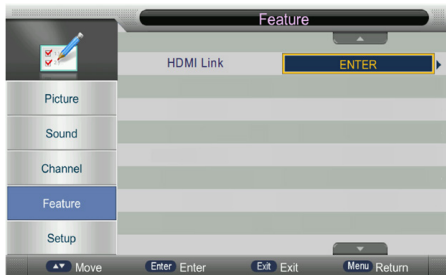 Feature
HDMI Link ENTER
Picture
Sound
Channel
Feature
Setup
Move Enter Enter Exit Exit Menu Return